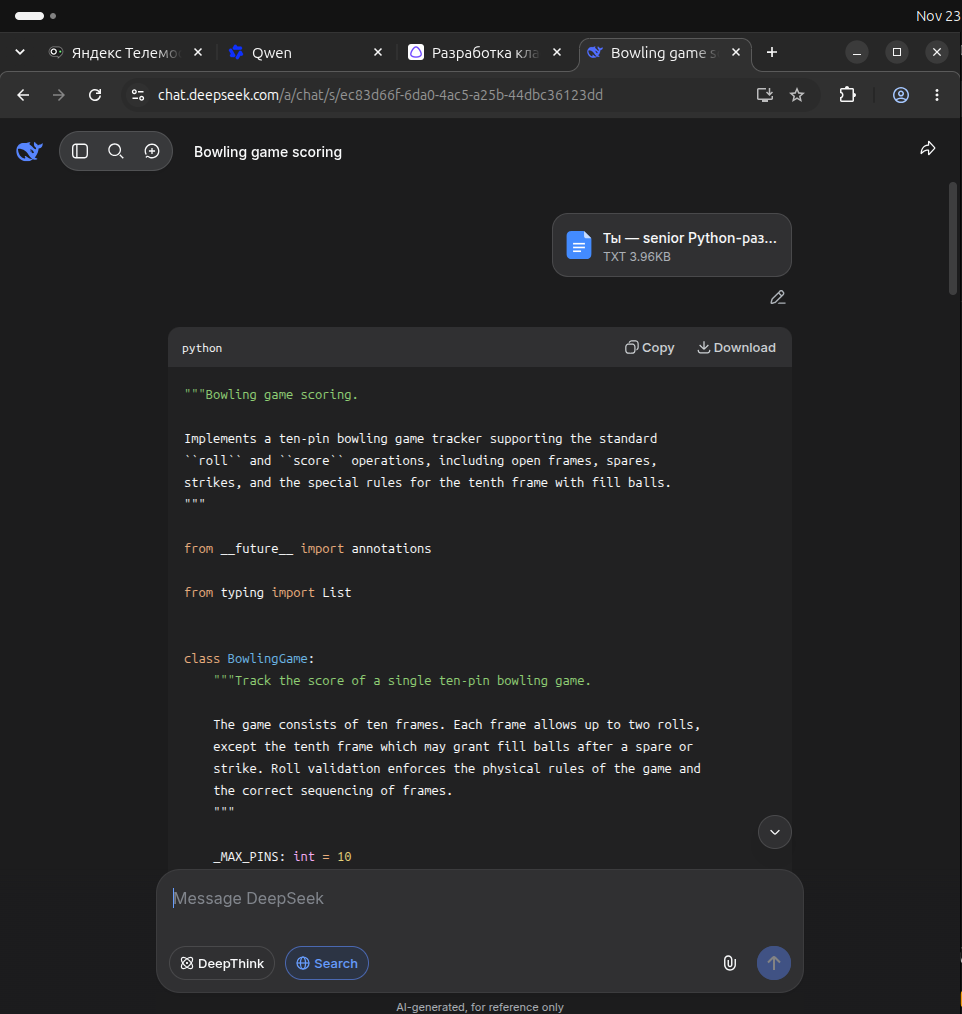 Nov 23
Яндекс Телемо
Qwen
Разработка кла
Bowling game s
chat.deepseek.com/a/chat/s/ec83d66f-6da0-4ac5-a25b-44dbc36123dd
Bowling game scoring
Ты — senior Python-раз...
TXT 3.96KB
python
Copy
Download
"""Bowling game scoring.
Implements a ten-pin bowling game tracker supporting the standard
``roll`` and ``score`` operations, including open frames, spares,
strikes, and the special rules for the tenth frame with fill balls.
"""
from __future__ import annotations
from typing import List
class BowlingGame:
"""Track the score of a single ten-pin bowling game.
The game consists of ten frames. Each frame allows up to two rolls,
except the tenth frame which may grant fill balls after a spare or
strike. Roll validation enforces the physical rules of the game and
the correct sequencing of frames.
"""
_MAX_PINS: int = 10
Message DeepSeek
DeepThink
Search
AI-generated, for reference only